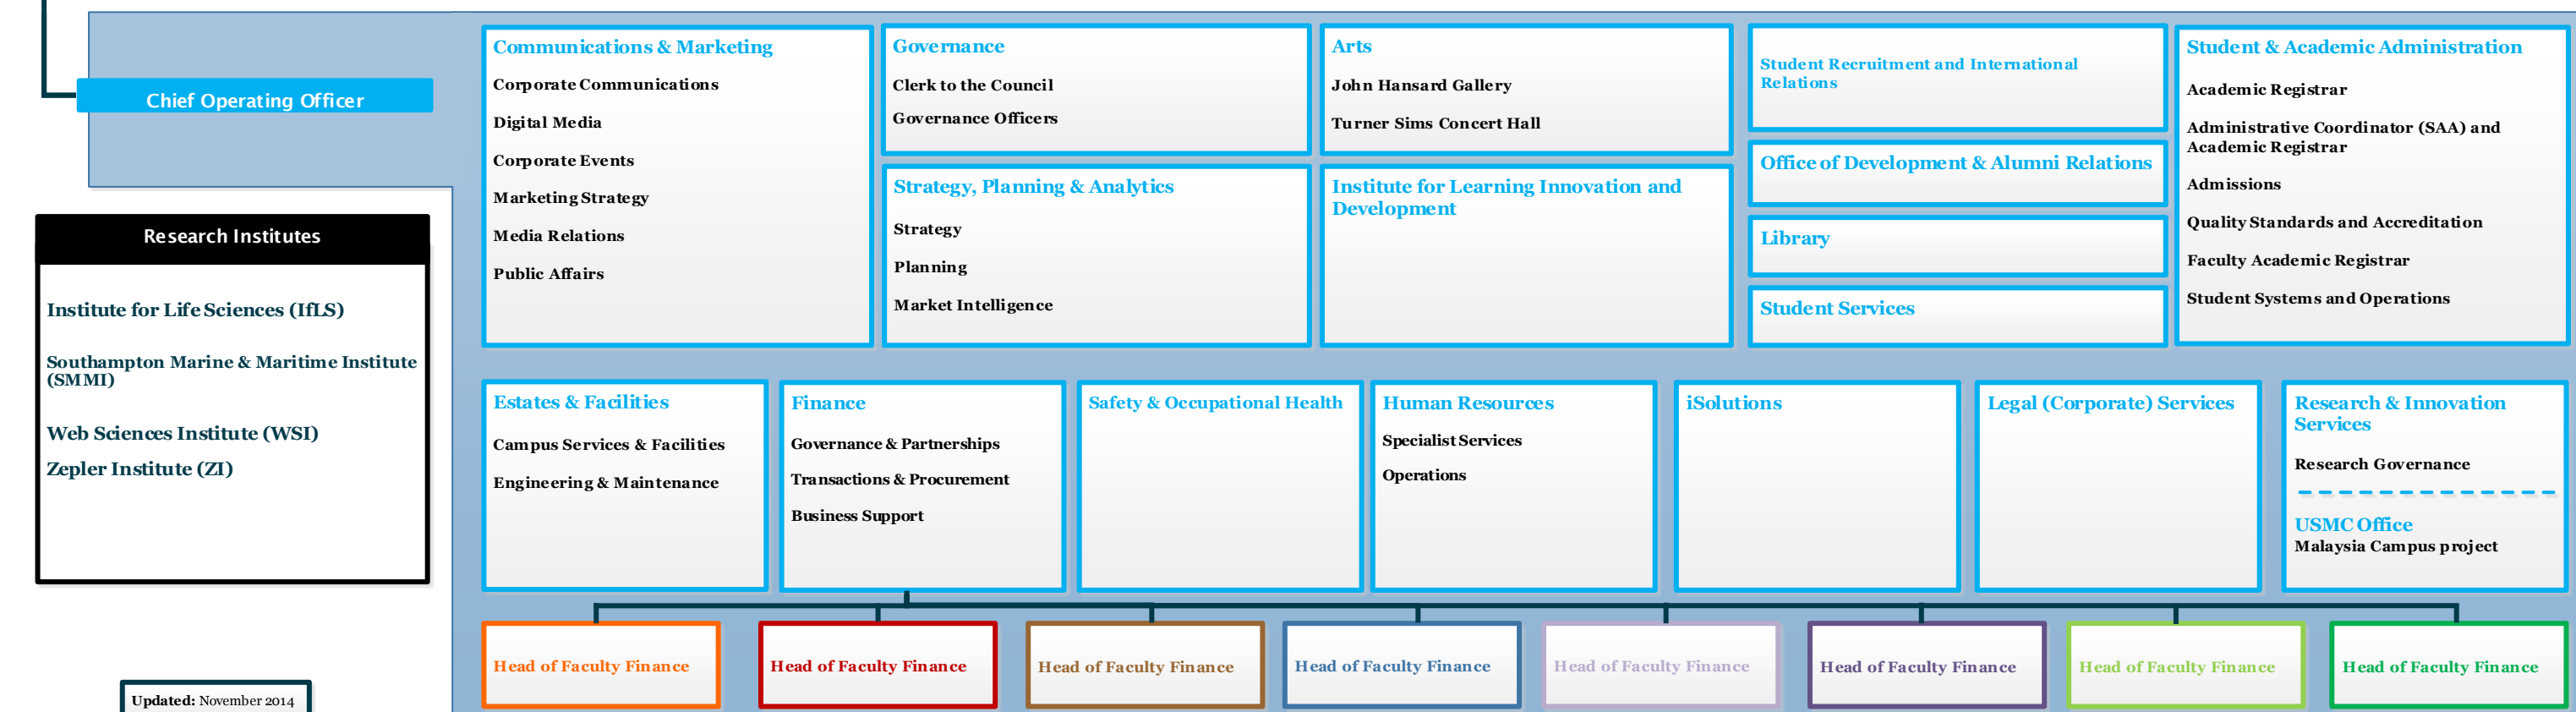 Chief Operating Officer
Research Institutes
Institute for Life Sciences (IfLS)
Southampton Marine & Maritime Institute
(SMMI)
Web Sciences Institute (WSI)
Zepler Institute (ZI)
Updated: November 2014
Communications & Marketing
Corporate Communications
Digital Media
Corporate Events
Marketing Strategy
Media Relations
Public Affairs
Governance
Clerk to the Council
Governance Officers
Strategy, Planning & Analytics
Strategy
Planning
Market Intelligence
Arts
John Hansard Gallery
Turner Sims Concert Hall
Institute for Learning Innovation and
Development
Student Recruitment and International
Relations
Office of Development & Alumni Relations
Library
Student Services
Student & Academic Administration
Academic Registrar
Administrative Coordinator (SAA) and
Academic Registrar
Admissions
Quality Standards and Accreditation
Faculty Academic Registrar
Student Systems and Operations
Estates & Facilities
Campus Services & Facilities
Engineering & Maintenance
Finance
Governance & Partnerships
Transactions & Procurement
Business Support
Safety & Occupational Health
Human Resources
Specialist Services
Operations
iSolutions
Legal (Corporate) Services
Research & Innovation
Services
Research Governance
USMC Office
Malaysia Campus project
Head of Faculty Finance
Head of Faculty Finance
Head of Faculty Finance
Head of Faculty Finance
Head of Faculty Finance
Head of Faculty Finance
Head of Faculty Finance
Head of Faculty Finance